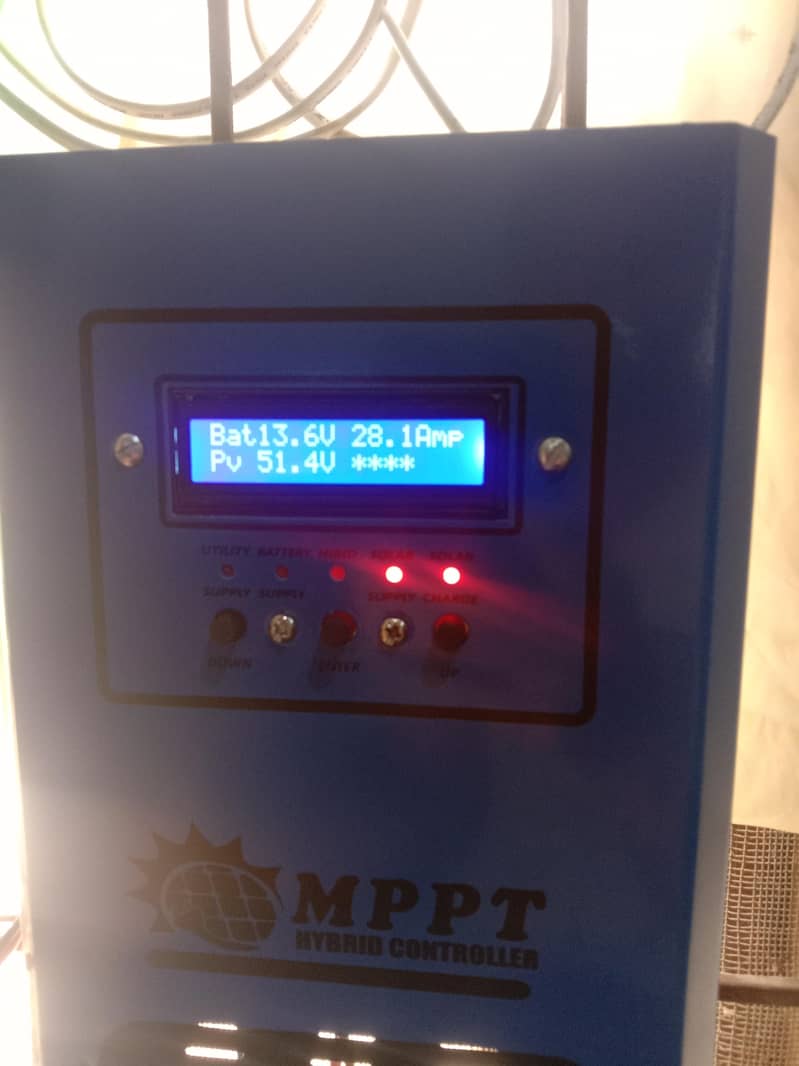 Bat13.6V 28.1Amp
Pv 51.4V ****
UTILITY BATTERY HIBID SOLAR SOLAR
SUPPLY SUPPLY SUPPLY CHARGE
DOWN ENTER UP
MPPT
HYBRID CONTROLLER